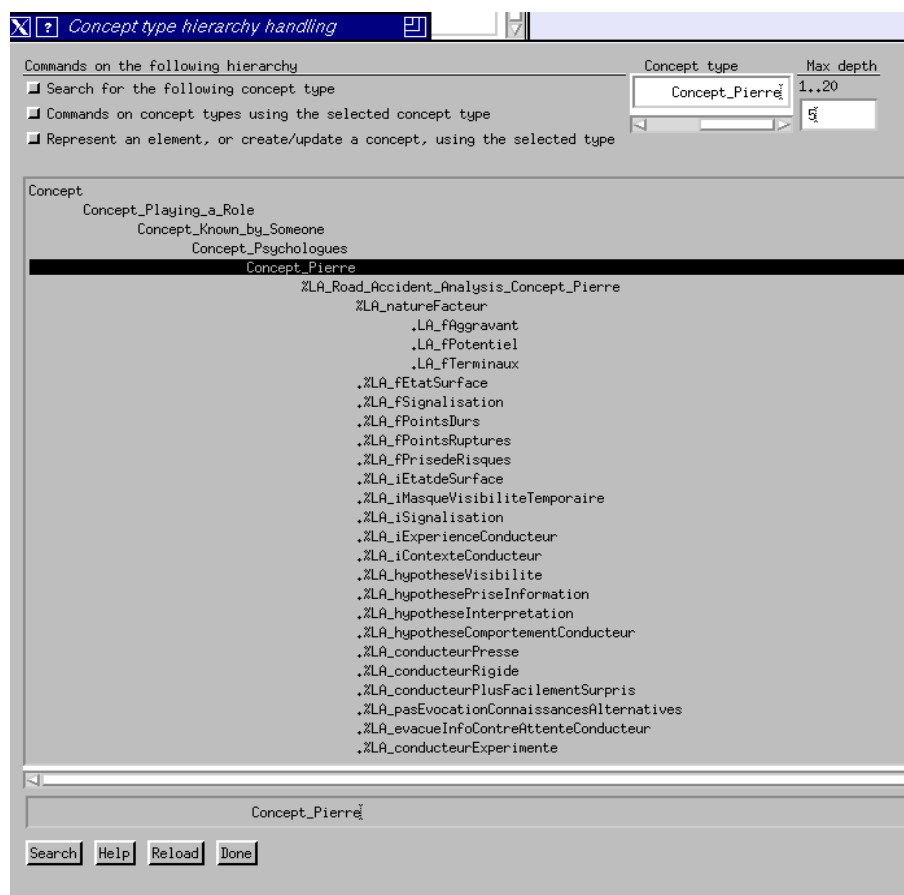 X ? Concept type hierarchy handling
Commands on the following hierarchy Concept type Max depth
Search for the following concept type Concept_Pierre 1..20
Commands on concept types using the selected concept type 5
Represent an element, or create/update a concept, using the selected type
Concept
Concept_Playing_a_Role
Concept_Known_by_Someone
Concept_Psychologues
Concept_Pierre
%LA_Road_Accident_Analysis_Concept_Pierre
%LA_natureFacteur
.LA_fAggravant
.LA_fPotentiel
.LA_fTerminaux
.%LA_fEtatSurface
.%LA_fSignalisation
.%LA_fPointsDurs
.%LA_fPointsRuptures
.%LA_fPrisedeRisques
.%LA_iEtatdeSurface
.%LA_iMasqueVisibiliteTemporaire
.%LA_iSignalisation
.%LA_iExperienceConducteur
.%LA_iContexteConducteur
.%LA_hypotheseVisibilite
.%LA_hypothesePriseInformation
.%LA_hypotheseInterpretation
.%LA_hypotheseComportementConducteur
.%LA_conducteurPresse
.%LA_conducteurRigide
.%LA_conducteurPlusFacilementSurpris
.%LA_pasEvocationConnaissancesAlternatives
.%LA_evacueInfoContreAttenteConducteur
.%LA_conducteurExperimente
Concept_Pierre
Search Help Reload Done